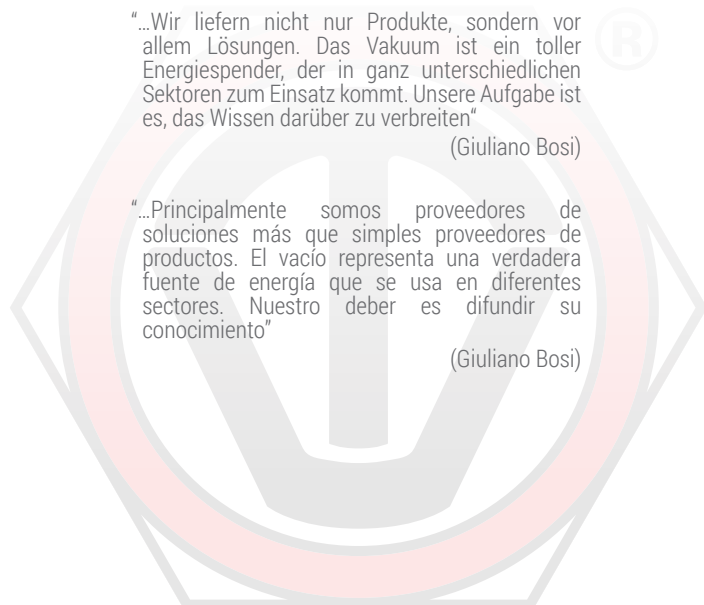 “...Wir liefern nicht nur Produkte, sondern vor
allem Lösungen. Das Vakuum ist ein toller
Energiespender, der in ganz unterschiedlichen
Sektoren zum Einsatz kommt. Unsere Aufgabe ist
es, das Wissen darüber zu verbreiten“
(Giuliano Bosi)
“...Principalmente somos proveedores de
soluciones más que simples proveedores de
productos. El vacío representa una verdadera
fuente de energía que se usa en diferentes
sectores. Nuestro deber es difundir su
conocimiento”
(Giuliano Bosi)
®